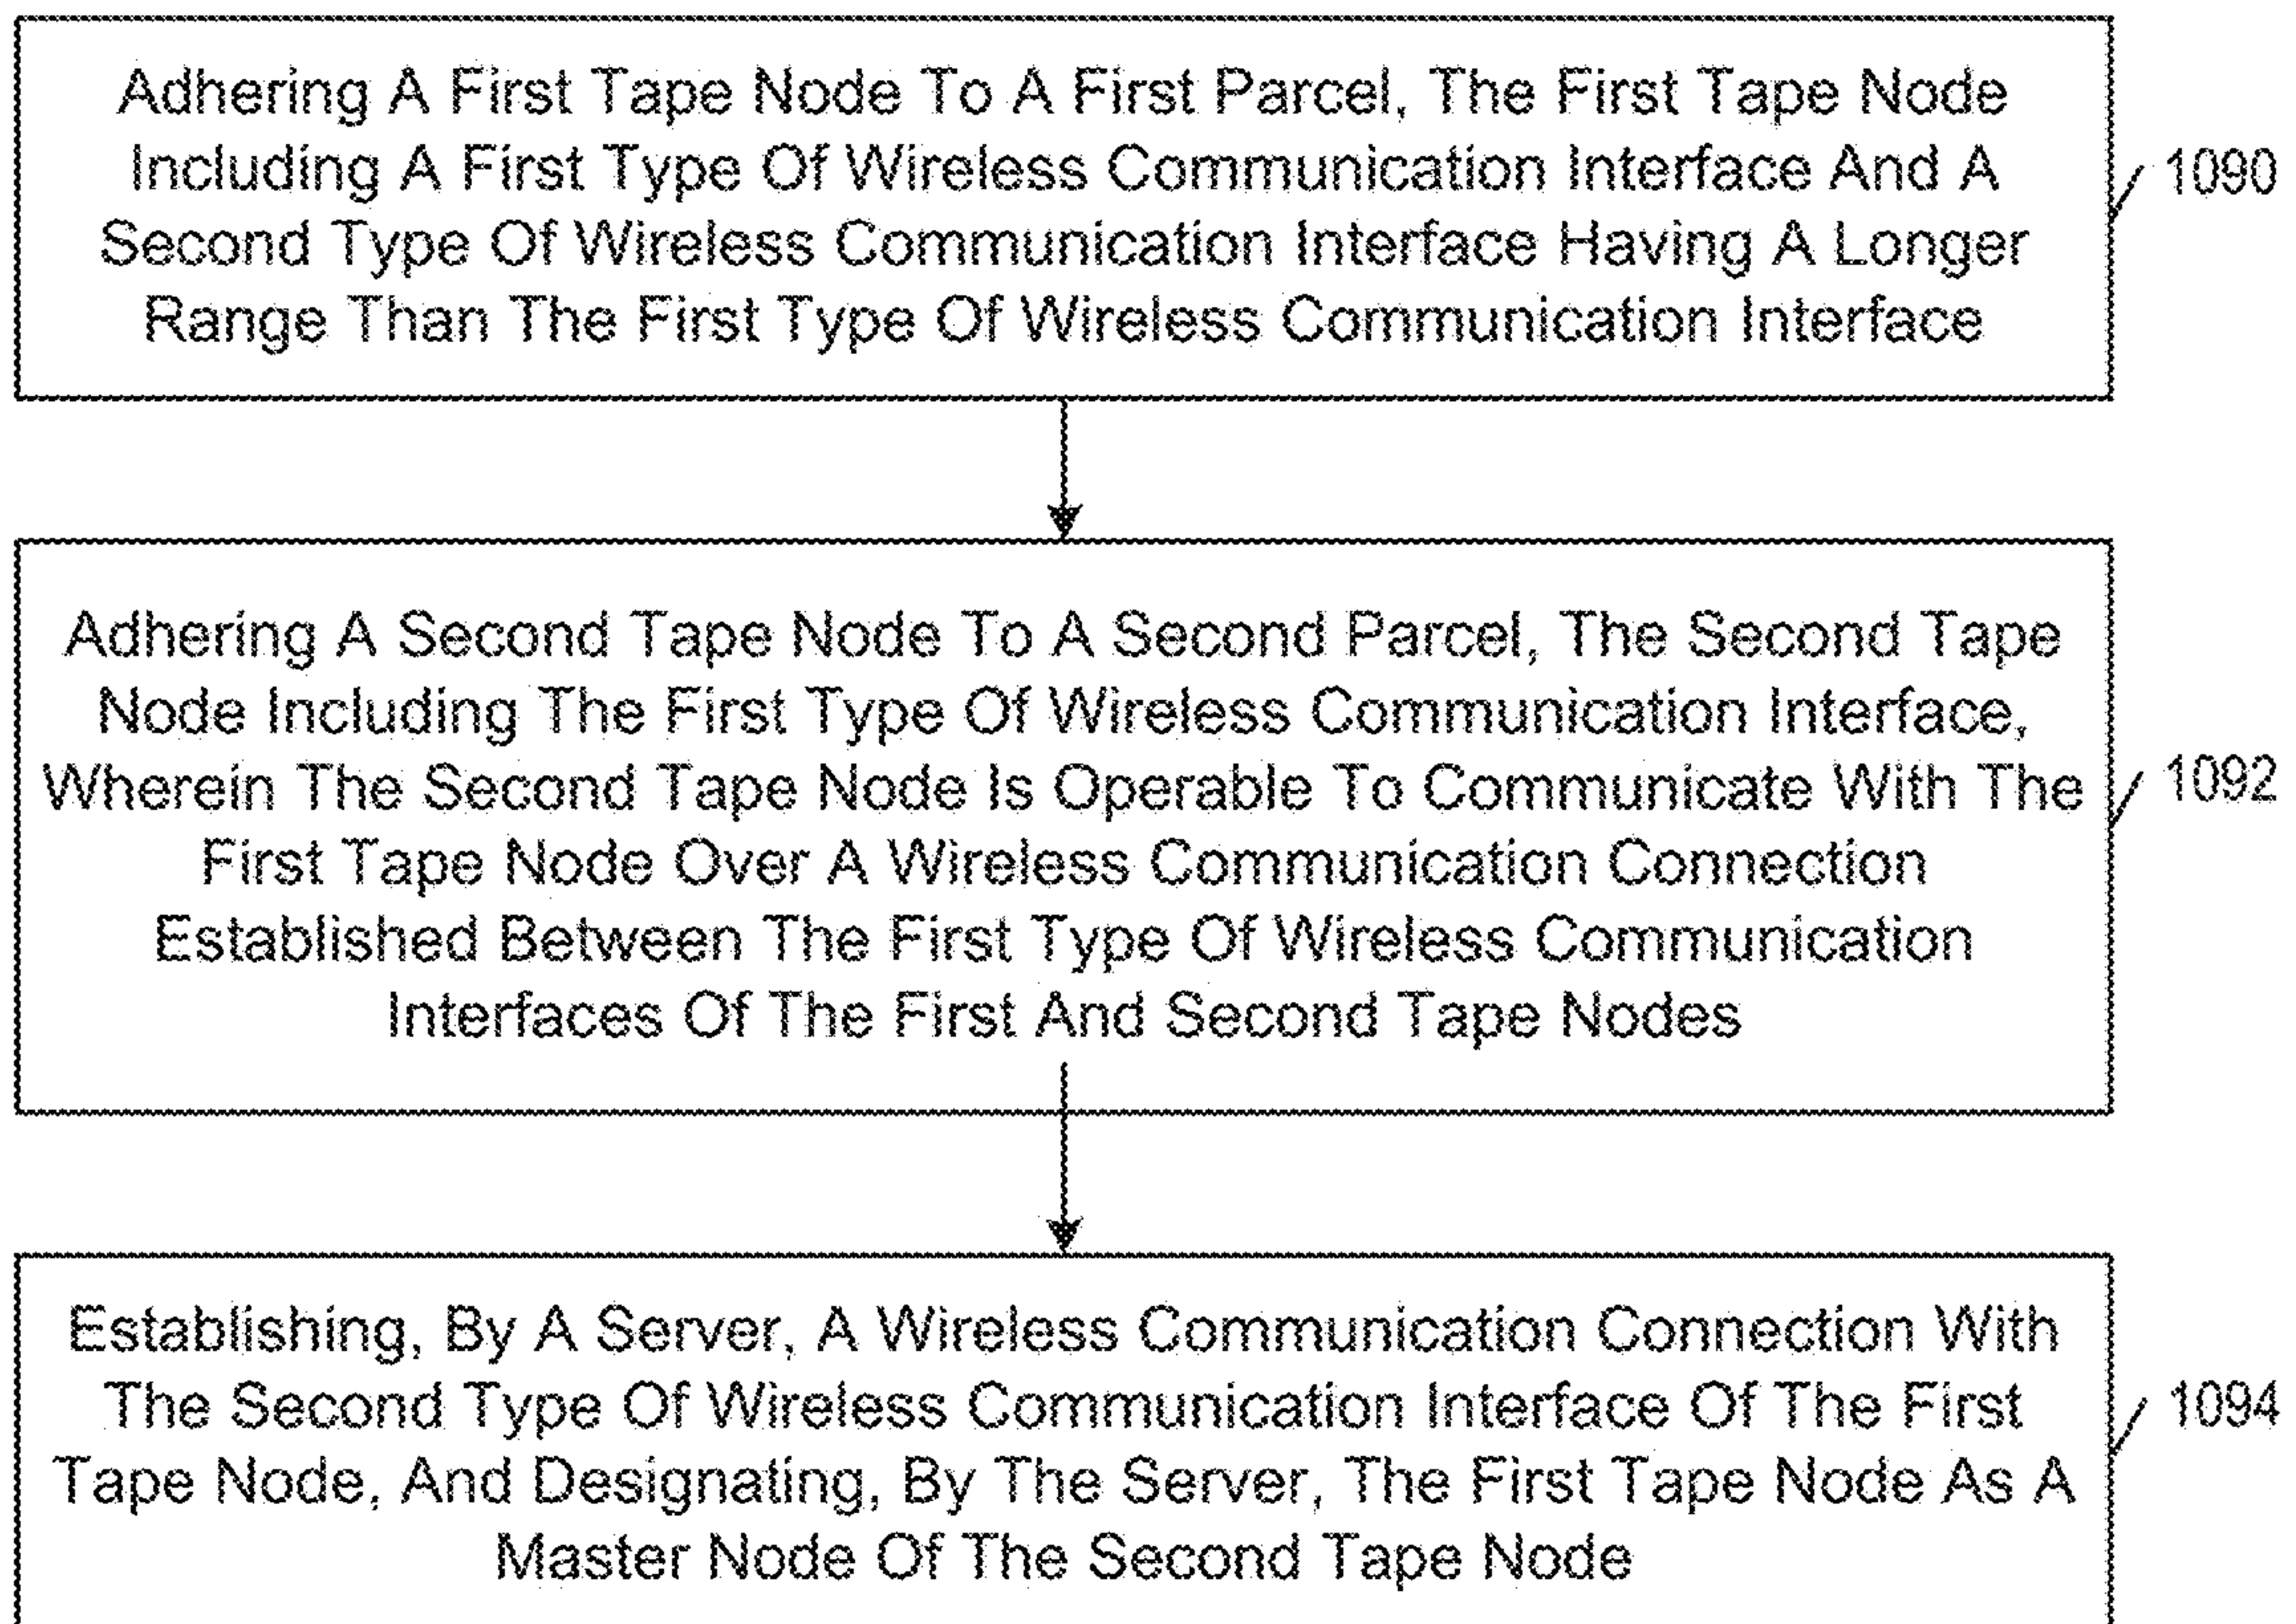 Adhering A First Tape Node To A First Parcel, The First Tape Node
Including A First Type Of Wireless Communication Interface And A
Second Type Of Wireless Communication Interface Having A Longer
Range Than The First Type Of Wireless Communication Interface
1090
Adhering A Second Tape Node To A Second Parcel, The Second Tape
Node Including The First Type Of Wireless Communication Interface,
Wherein The Second Tape Node Is Operable To Communicate With The
First Tape Node Over A Wireless Communication Connection
Established Between The First Type Of Wireless Communication
Interfaces Of The First And Second Tape Nodes
1092
Establishing, By A Server, A Wireless Communication Connection With
The Second Type Of Wireless Communication Interface Of The First
Tape Node, And Designating, By The Server, The First Tape Node As A
Master Node Of The Second Tape Node
1094